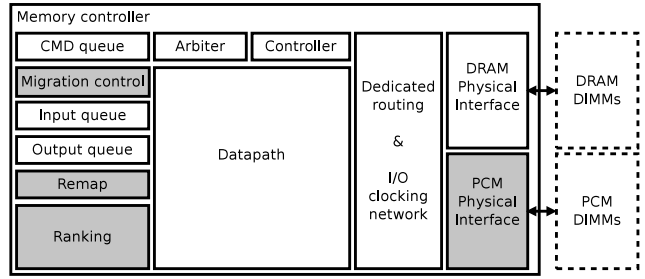 Memory controller
CMD queue
Arbiter
Controller
Migration control
Input queue
Output queue
Remap
Ranking
Datapath
Dedicated
routing
&
I/O
clocking
network
DRAM
Physical
Interface
PCM
Physical
Interface
DRAM
DIMMs
PCM
DIMMs